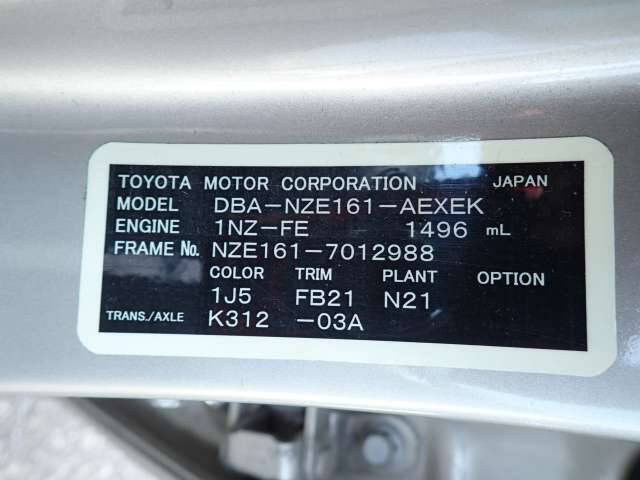 TOYOTA MOTOR CORPORATION JAPAN
MODEL DBA-NZE161-AEXEK
ENGINE 1NZ-FE 1496 mL
FRAME No. NZE161-7012988
COLOR TRIM PLANT OPTION
1J5 FB21 N21
TRANS./AXLE K312 -03A